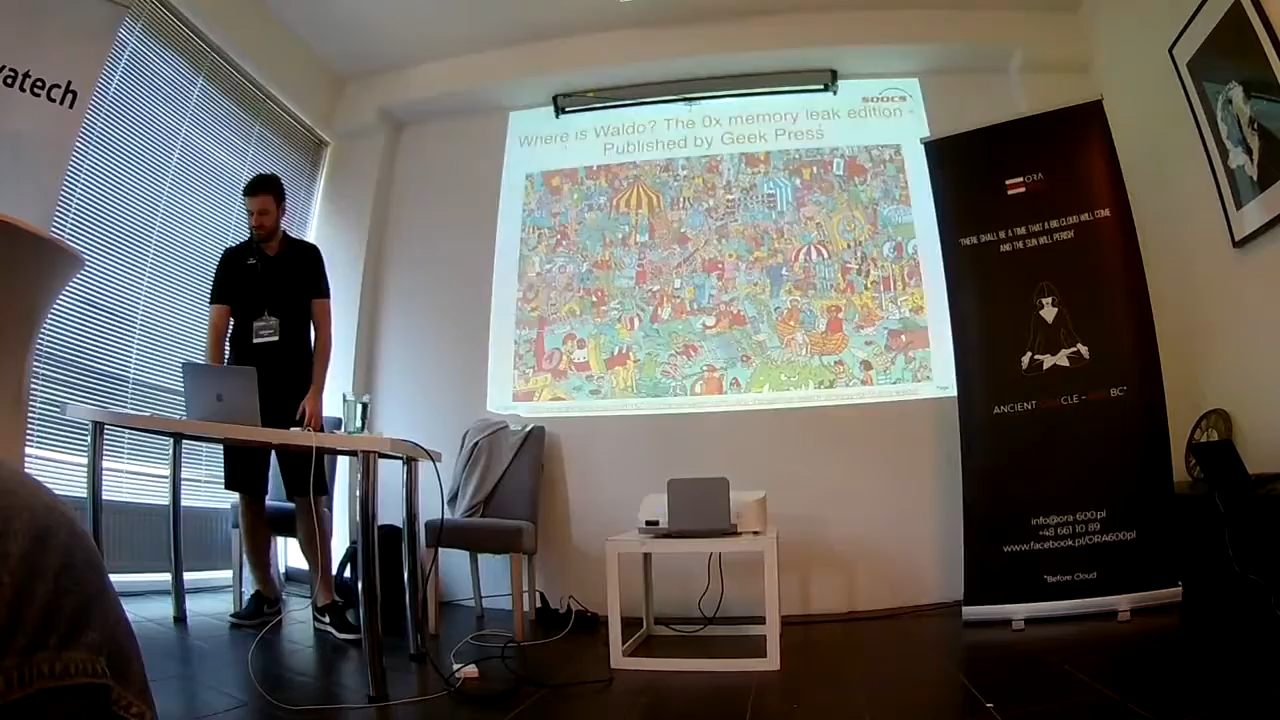 vatech
SOOCS
Where is Waldo? The 0x memory leak edition -
Published by Geek Press
ORA
"THERE SHALL BE A TIME THAT A BIG CLOUD WILL COME
AND THE SUN WILL PERISH"
ANCIENT ORACLE - BC*
info@ora-600.pl
+48 661 10 89
www.facebook.pl/ORA600pl
*Before Cloud